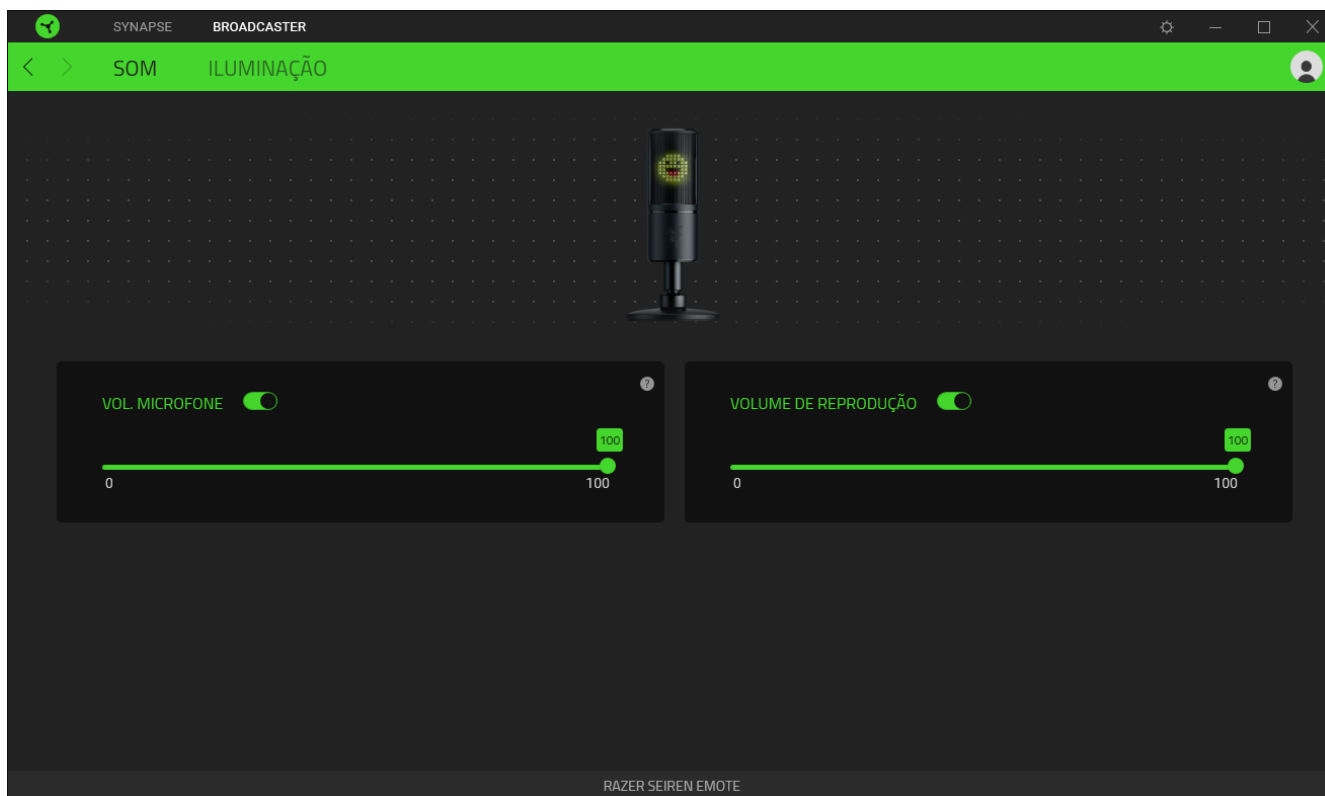 SYNAPSE BROADCASTER
SOM ILUMINAÇÃO
VOL. MICROFONE
?
100
0 100
VOLUME DE REPRODUÇÃO
?
100
0 100
RAZER SEIREN EMOTE